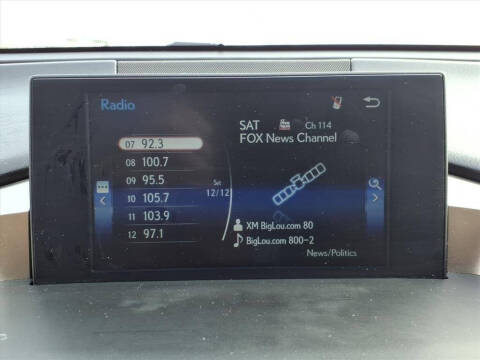 Radio
SAT
Ch 114
FOX News Channel
07 92.3
08 100.7
09 95.5
10 105.7
11 103.9
12 97.1
Set
12/12
XM BigLou.com 80
BigLou.com 800-2
News/Politics